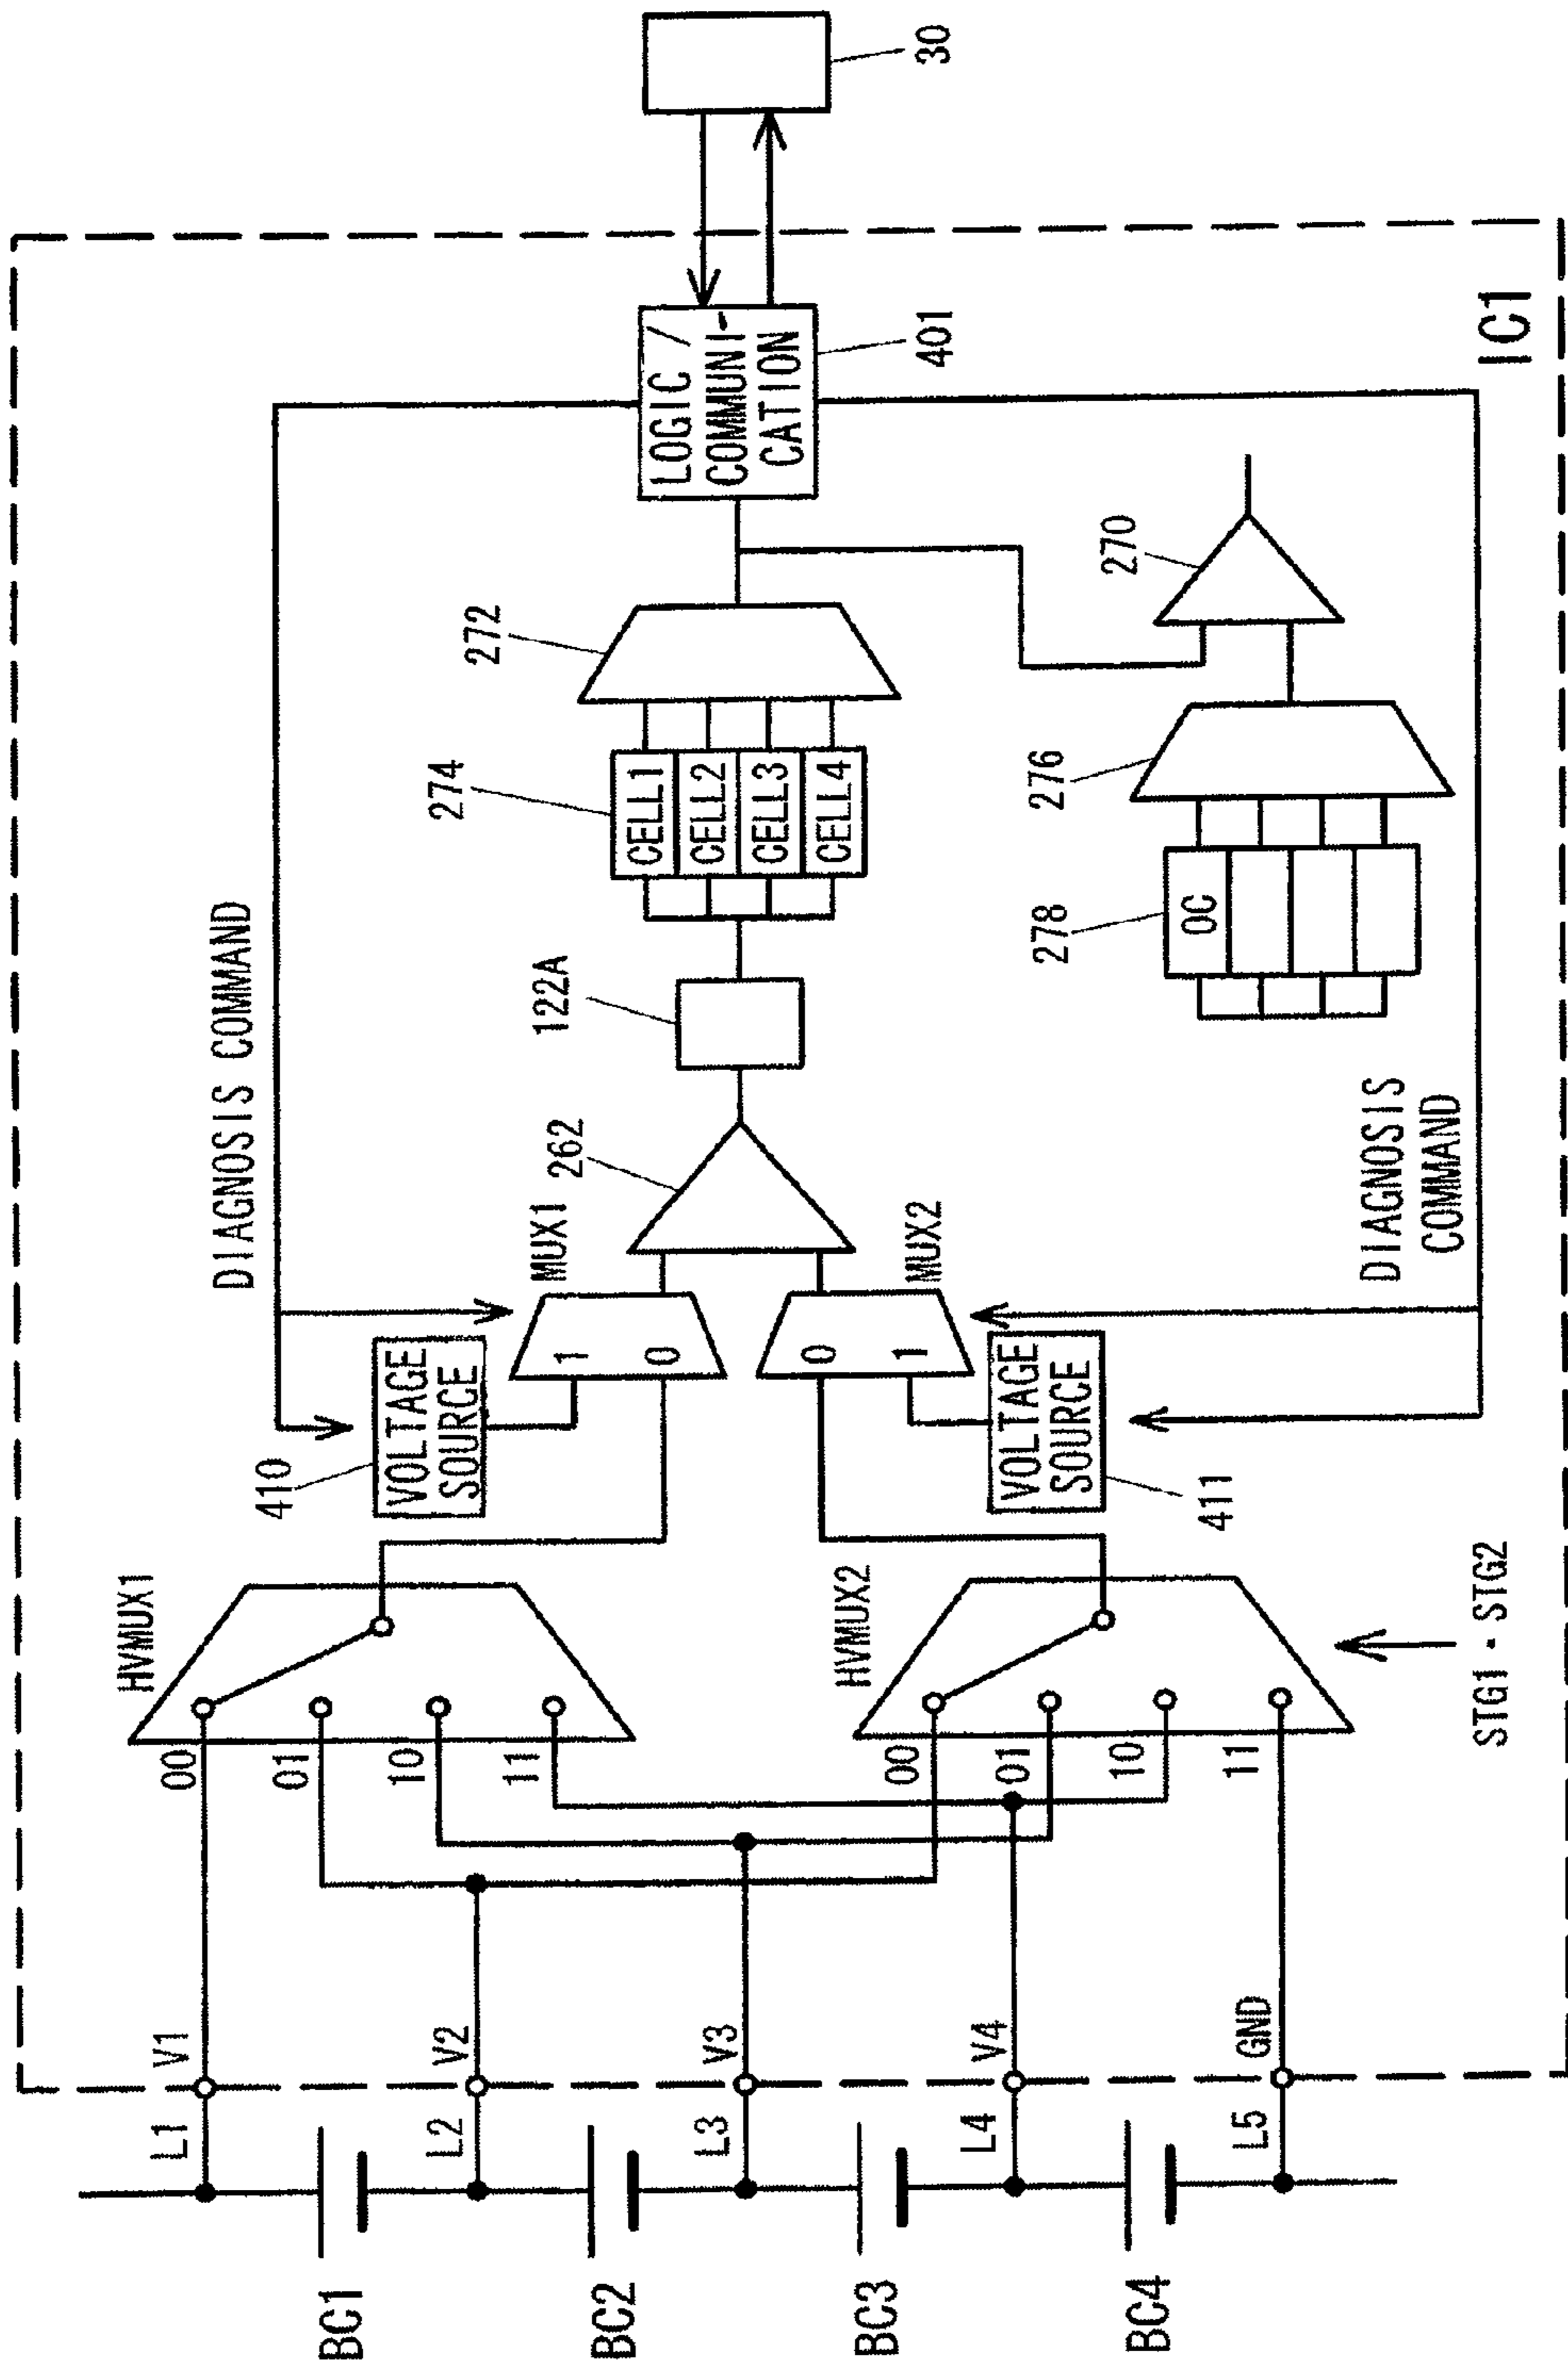 BC1
BC2
BC3
BC4
L1
L2
L3
L4
L5
V1
V2
V3
V4
GND
HVMUX1
00
01
10
11
HVMUX2
00
01
10
11
STG1 · STG2
410
VOLTAGE
SOURCE
411
VOLTAGE
SOURCE
DIAGNOSIS COMMAND
DIAGNOSIS
COMMAND
MUX1
1
0
MUX2
0
1
262
122A
274
CELL1
CELL2
CELL3
CELL4
272
278
OC
276
270
LOGIC /
COMMUNI-
CATION
401
30
IC1